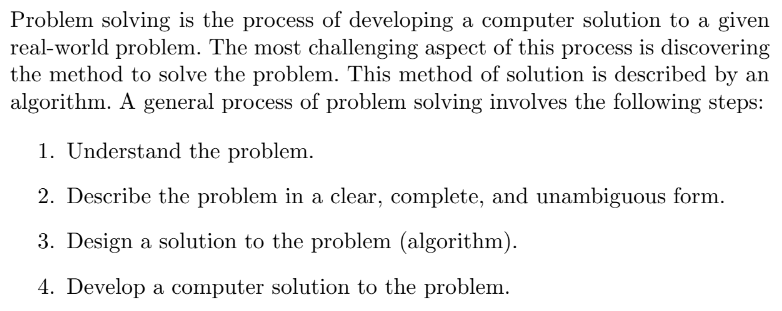 Problem solving is the process of developing a computer solution to a given
real-world problem. The most challenging aspect of this process is discovering
the method to solve the problem. This method of solution is described by an
algorithm. A general process of problem solving involves the following steps:
1. Understand the problem.
2. Describe the problem in a clear, complete, and unambiguous form.
3. Design a solution to the problem (algorithm).
4. Develop a computer solution to the problem.